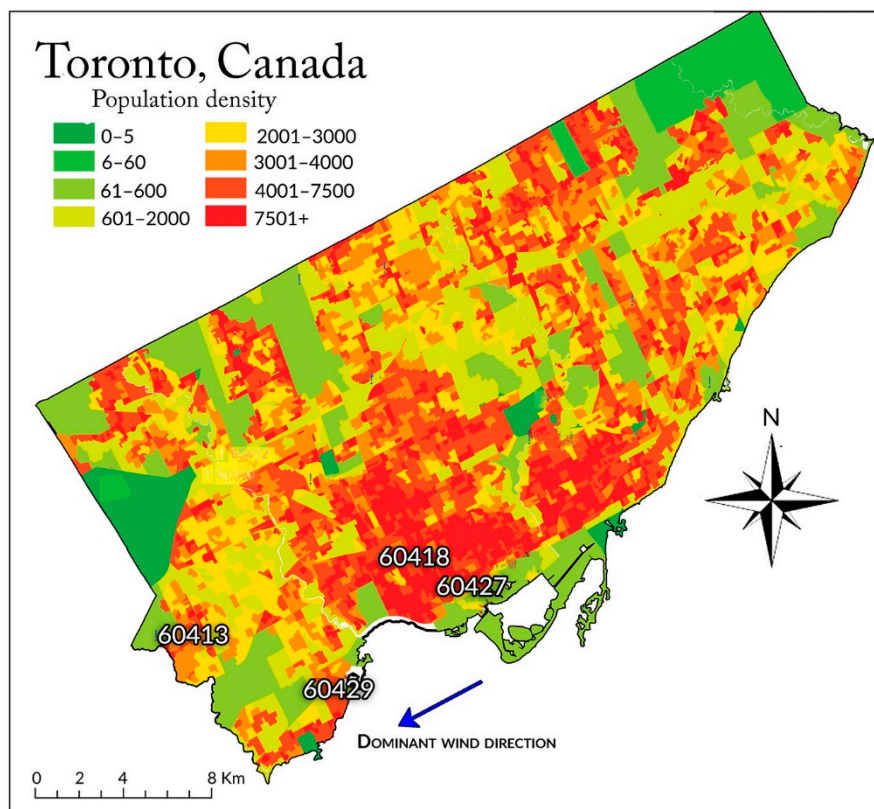 Toronto, Canada
Population density
0–5
6–60
61–600
601–2000
2001–3000
3001–4000
4001–7500
7501+
N
60418
60427
60413
60429
DOMINANT WIND DIRECTION
0 2 4 8 Km